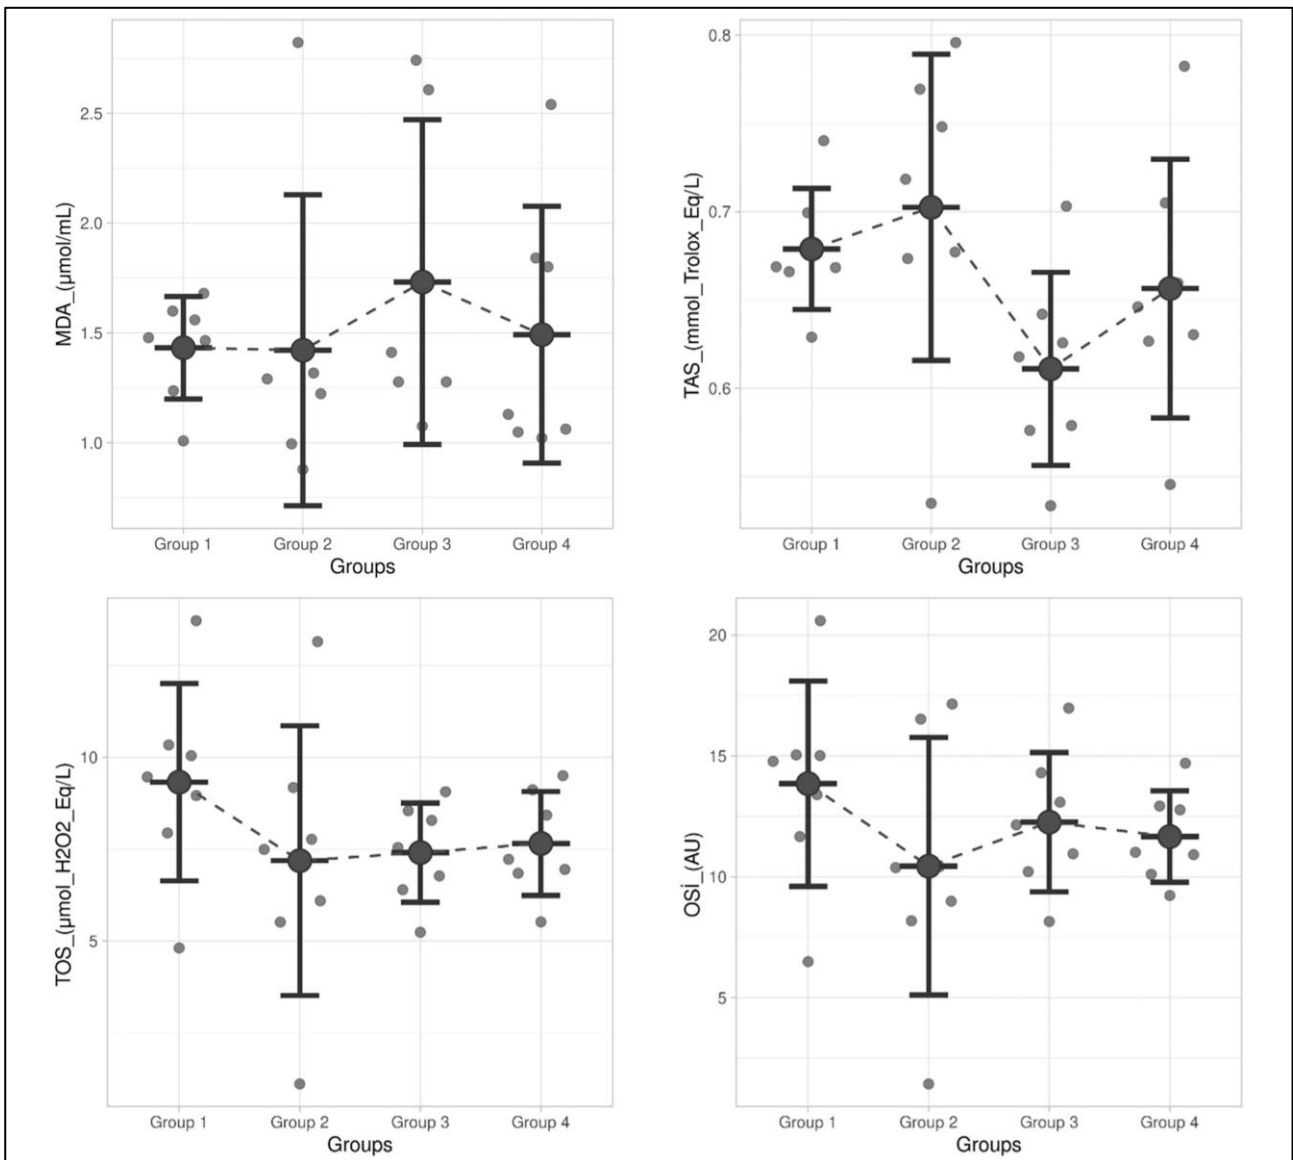 MDA_(µmol/mL)
2.5
2.0
1.5
1.0
Group 1 Group 2 Group 3 Group 4
Groups
TAS_(mmol_Trolox_Eq/L)
0.8
0.7
0.6
Group 1 Group 2 Group 3 Group 4
Groups
TOS_(µmol_H2O2_Eq/L)
10
5
Group 1 Group 2 Group 3 Group 4
Groups
OSİ_(AU)
20
15
10
5
Group 1 Group 2 Group 3 Group 4
Groups